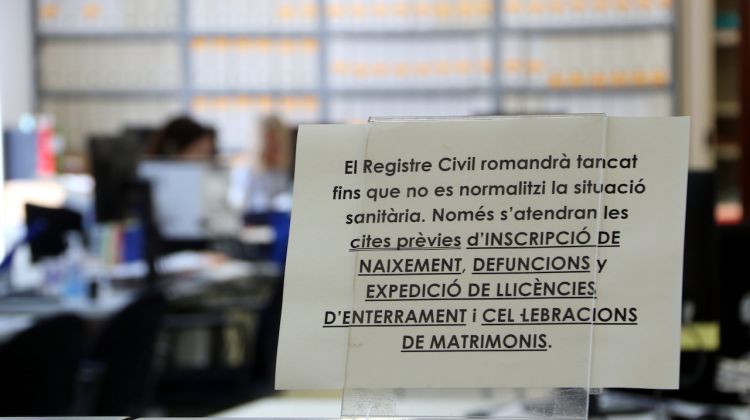 El Registre Civil romandrà tancat
fins que no es normalitzi la situació
sanitària. Només s'atendran les
cites prèvies d'INSCRIPCIÓ DE
NAIXEMENT, DEFUNCIONS y
EXPEDICIÓ DE LLICÈNCIES
D'ENTERRAMENT i CEL·LEBRACIONS
DE MATRIMONIS.